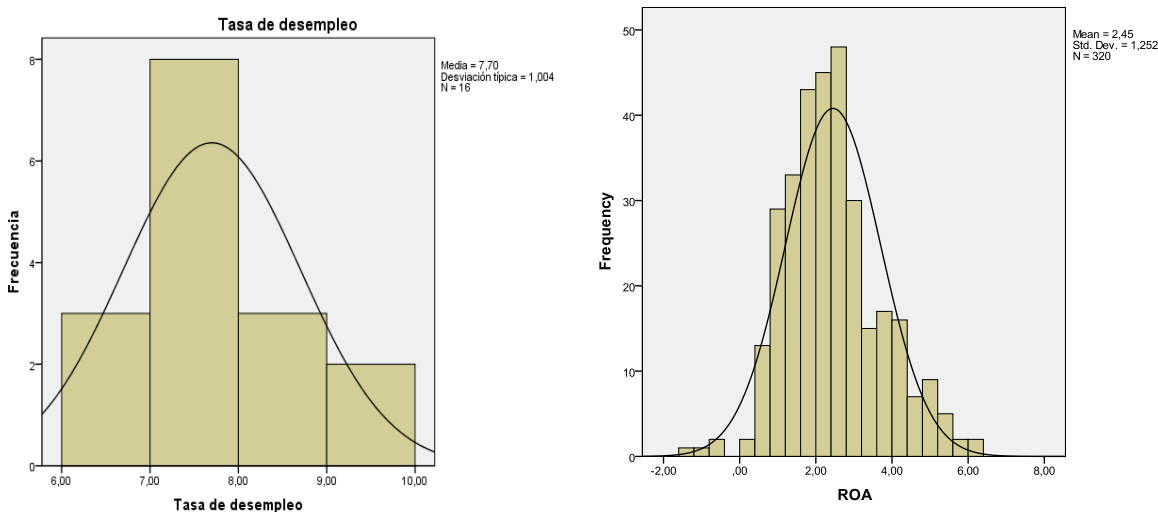 Tasa de desempleo
Media = 7,70
Desviación típica = 1,004
N = 16
Frecuencia
8
6
4
2
0
6,00 7,00 8,00 9,00 10,00
Tasa de desempleo
Mean = 2,45
Std. Dev. = 1,252
N = 320
Frequency
50
40
30
20
10
0
-2,00 ,00 2,00 4,00 6,00 8,00
ROA